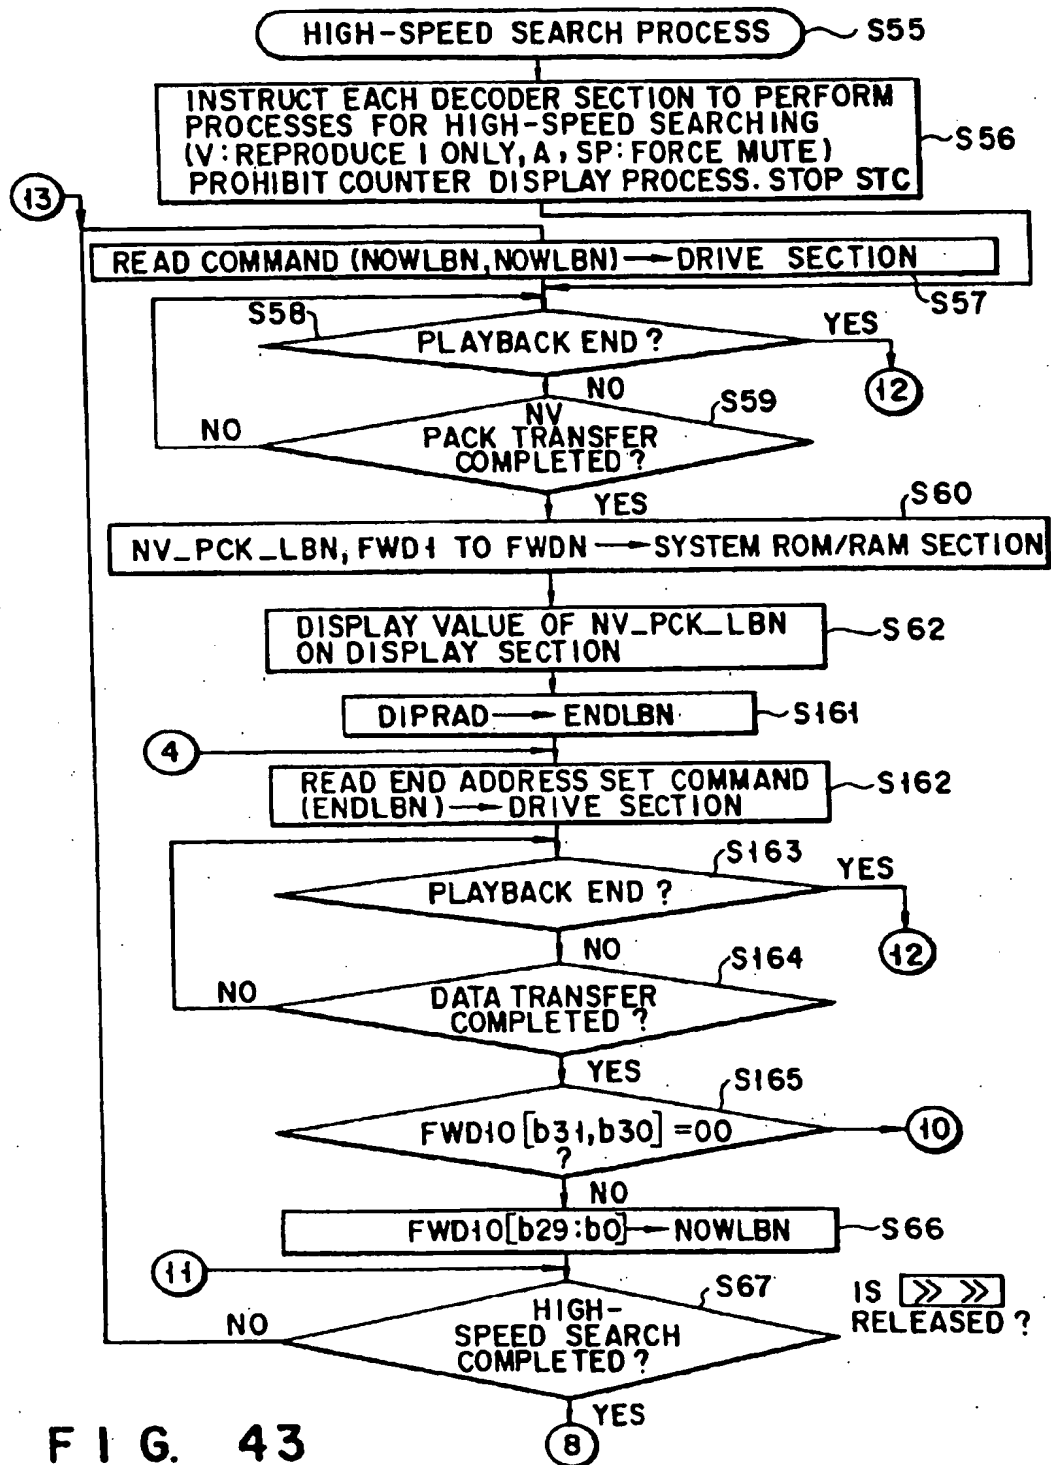 HIGH-SPEED SEARCH PROCESS
S55
INSTRUCT EACH DECODER SECTION TO PERFORM
PROCESSES FOR HIGH-SPEED SEARCHING
(V:REPRODUCE I ONLY, A, SP:FORCE MUTE)
PROHIBIT COUNTER DISPLAY PROCESS. STOP STC
S56
13
READ COMMAND (NOWLBN,NOWLBN) → DRIVE SECTION
S57
S58
PLAYBACK END ?
YES
12
NO
S59
NV
PACK TRANSFER
COMPLETED ?
NO
YES
S60
NV_PCK_LBN, FWD1 TO FWDN → SYSTEM ROM/RAM SECTION
DISPLAY VALUE OF NV_PCK_LBN
ON DISPLAY SECTION
S62
DIPRAD → ENDLBN
S161
4
READ END ADDRESS SET COMMAND
(ENDLBN) → DRIVE SECTION
S162
S163
PLAYBACK END ?
YES
12
NO
S164
DATA TRANSFER
COMPLETED ?
NO
YES
S165
FWD10 [b31,b30] =00
?
10
NO
FWD10[b29:b0] → NOWLBN
S66
11
S67
HIGH-
SPEED SEARCH
COMPLETED ?
NO
IS >> >>
RELEASED ?
YES
8
FIG. 43